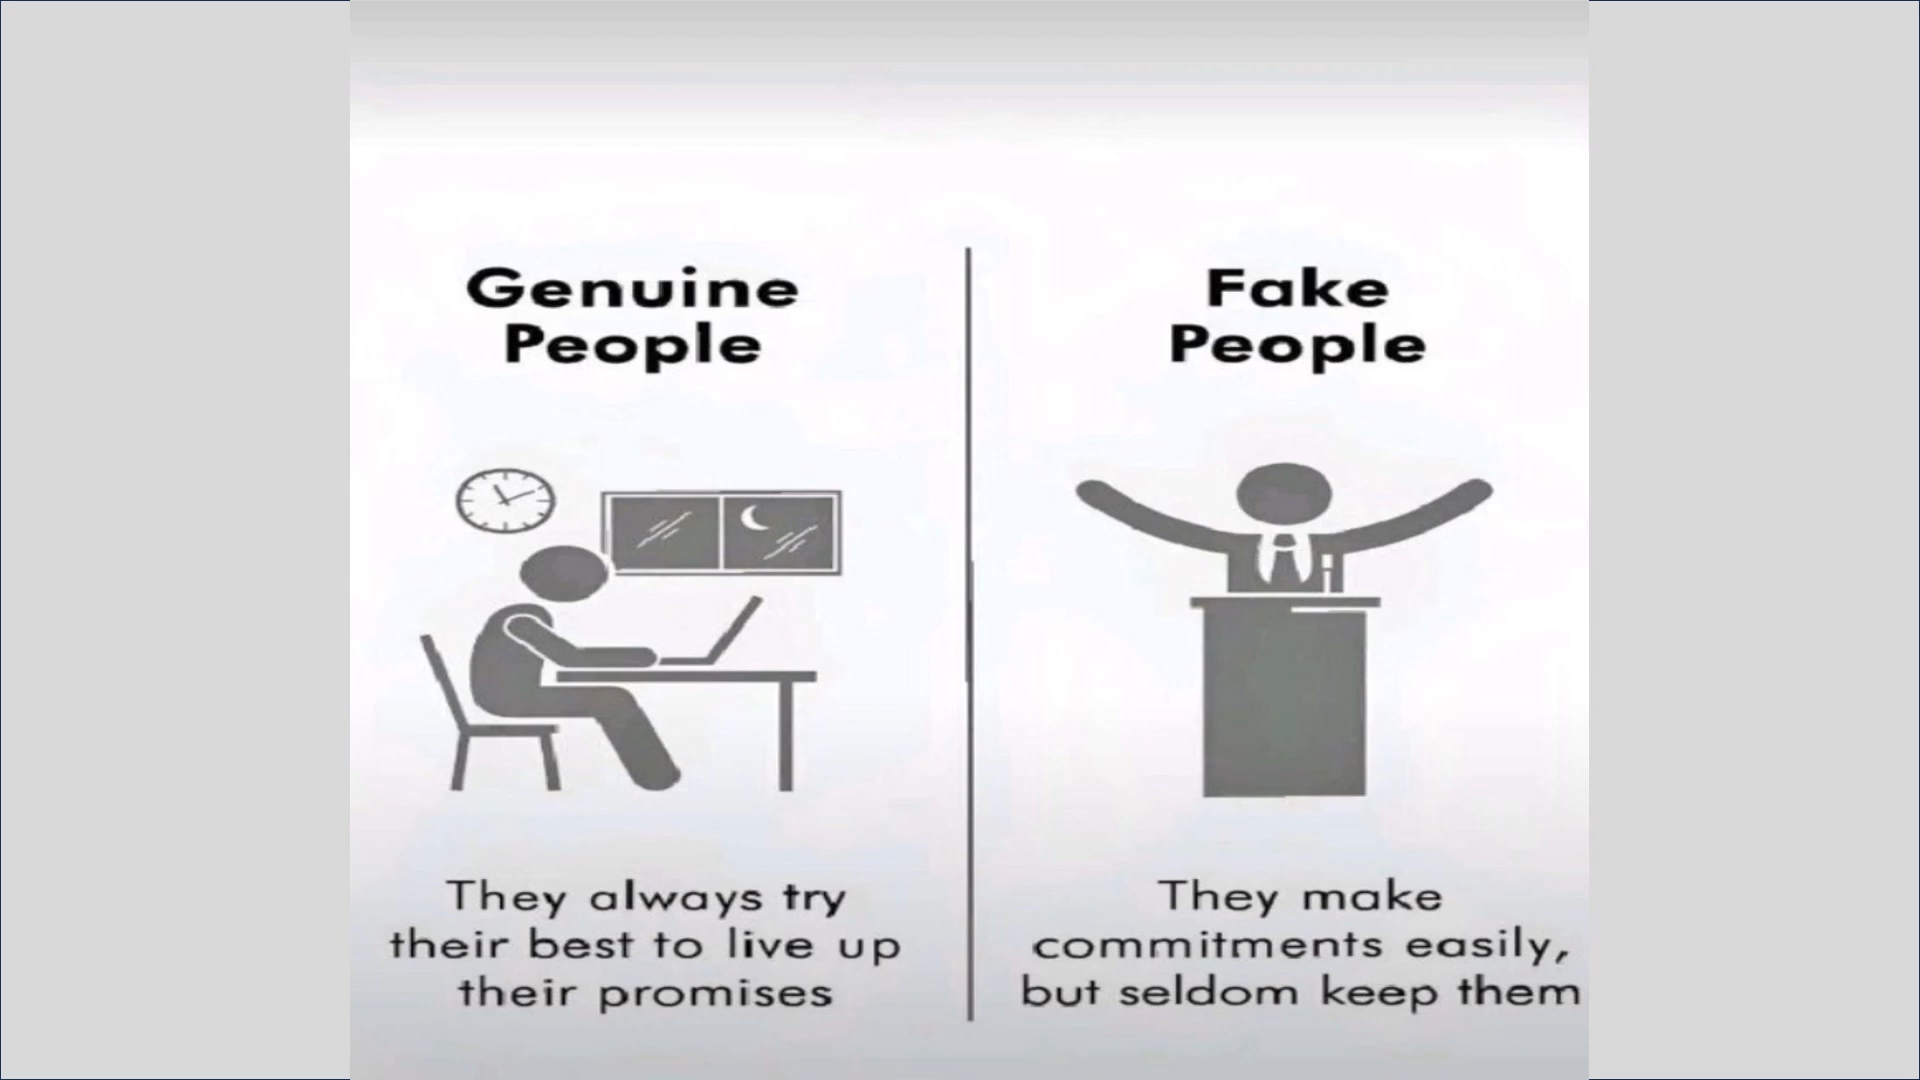 Genuine
People
They always try
their best to live up
their promises
Fake
People
They make
commitments easily,
but seldom keep them